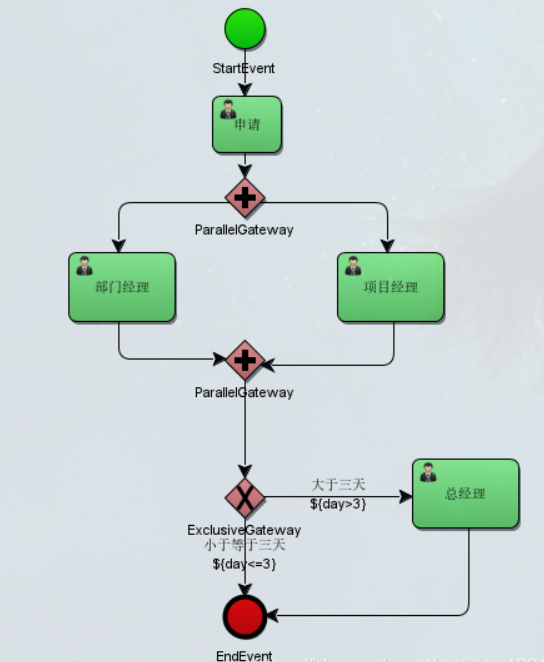 StartEvent
申请
ParallelGateway
部门经理
项目经理
ParallelGateway
大于三天
${day>3}
总经理
ExclusiveGateway
小于等于三天
${day<=3}
EndEvent